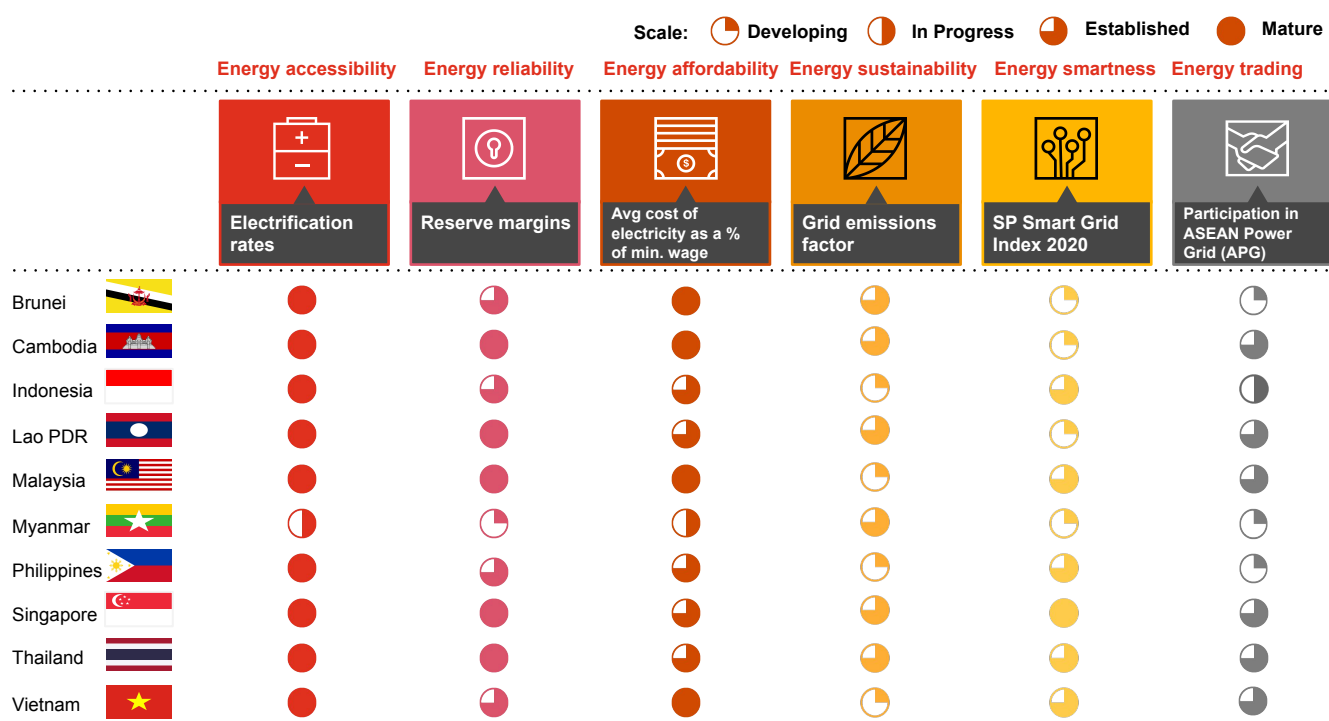 Scale: Developing In Progress Established Mature
Energy accessibility Energy reliability Energy affordability Energy sustainability Energy smartness Energy trading
+
–
$
Electrification
rates
Reserve margins
Avg cost of
electricity as a %
of min. wage
Grid emissions
factor
SP Smart Grid
Index 2020
Participation in
ASEAN Power
Grid (APG)
Brunei
Cambodia
Indonesia
Lao PDR
Malaysia
Myanmar
Philippines
Singapore
Thailand
Vietnam